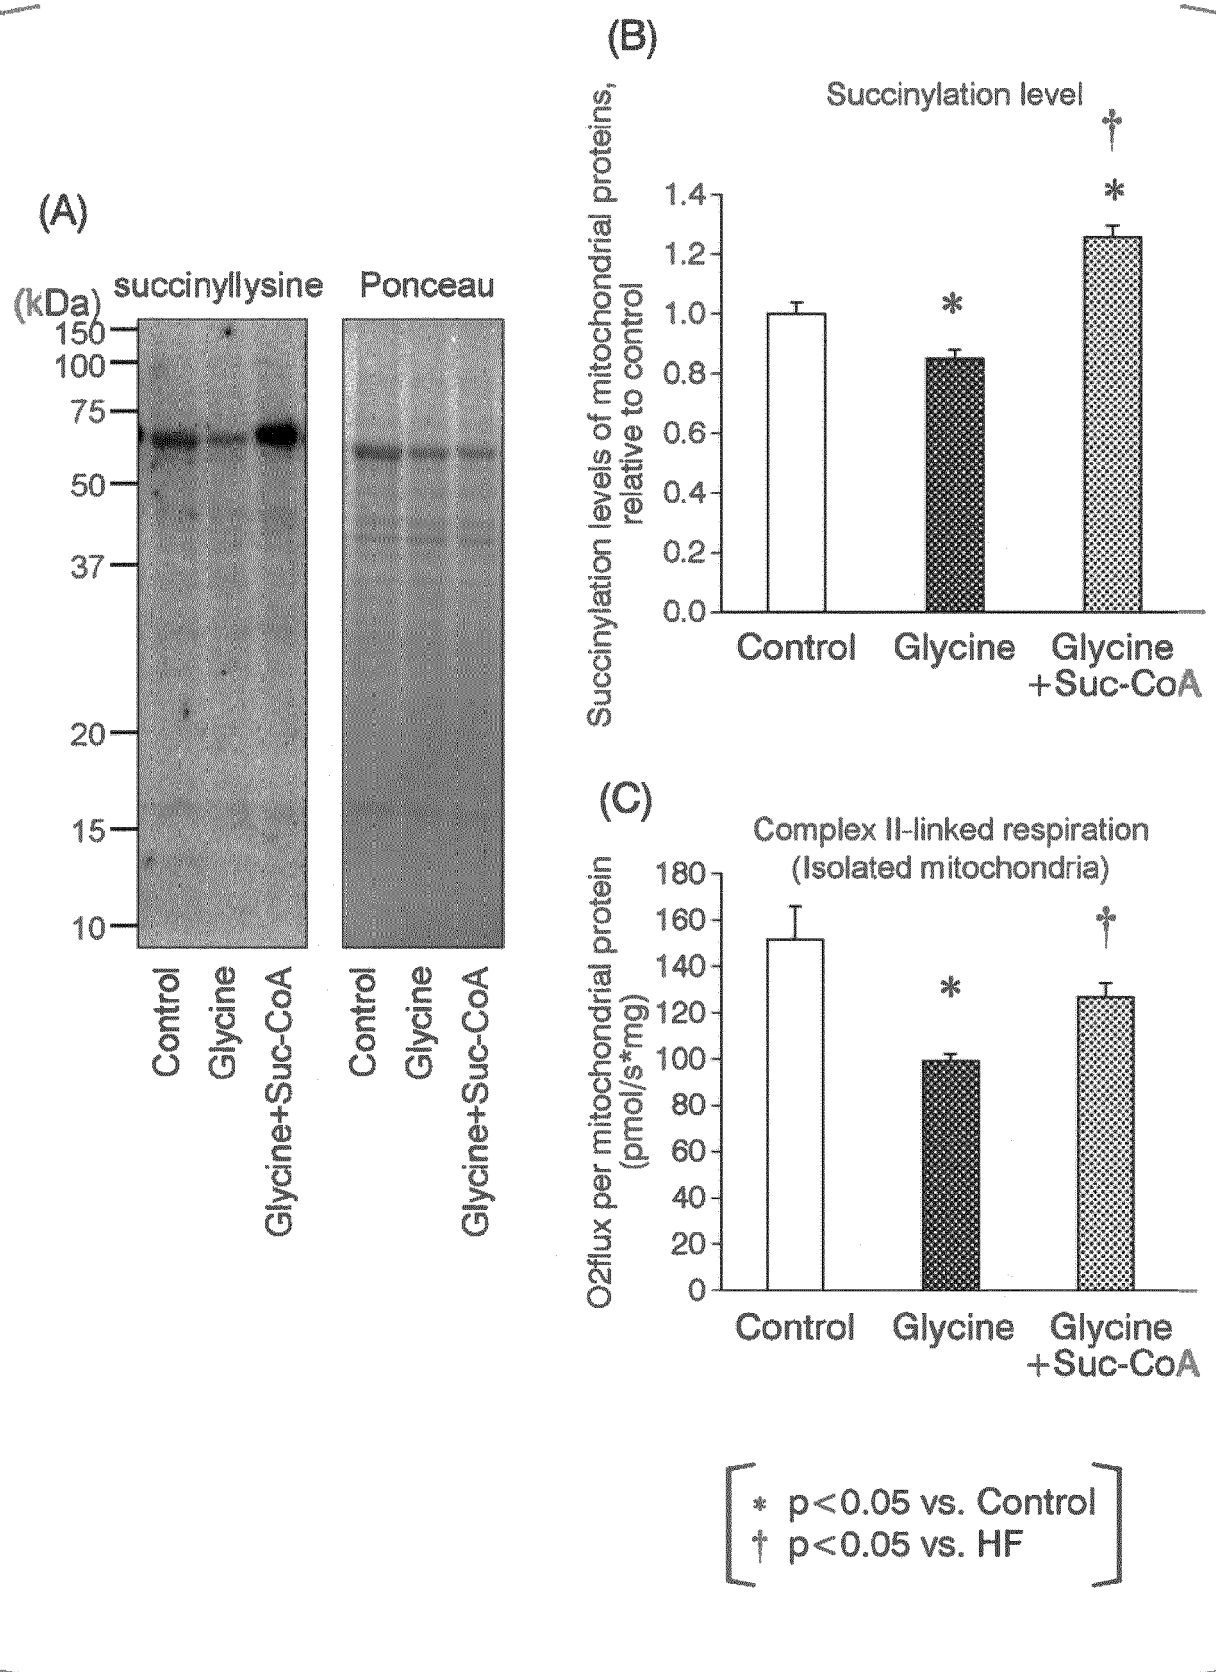 (A)
succinyllysine
Ponceau
(kDa)
150
100
75
50
37
20
15
10
Control
Glycine
Glycine+Suc-CoA
Control
Glycine
Glycine+Suc-CoA
(B)
Succinylation level
Succinylation levels of mitochondrial proteins,
relative to control
1.4
1.2
1.0
0.8
0.6
0.4
0.2
0.0
†
*
*
Control
Glycine
Glycine
+Suc-CoA
(C)
Complex II-linked respiration
(Isolated mitochondria)
O2flux per mitochondrial protein
(pmol/s*mg)
180
160
140
120
100
80
60
40
20
0
*
†
Control
Glycine
Glycine
+Suc-CoA
* p<0.05 vs. Control
† p<0.05 vs. HF